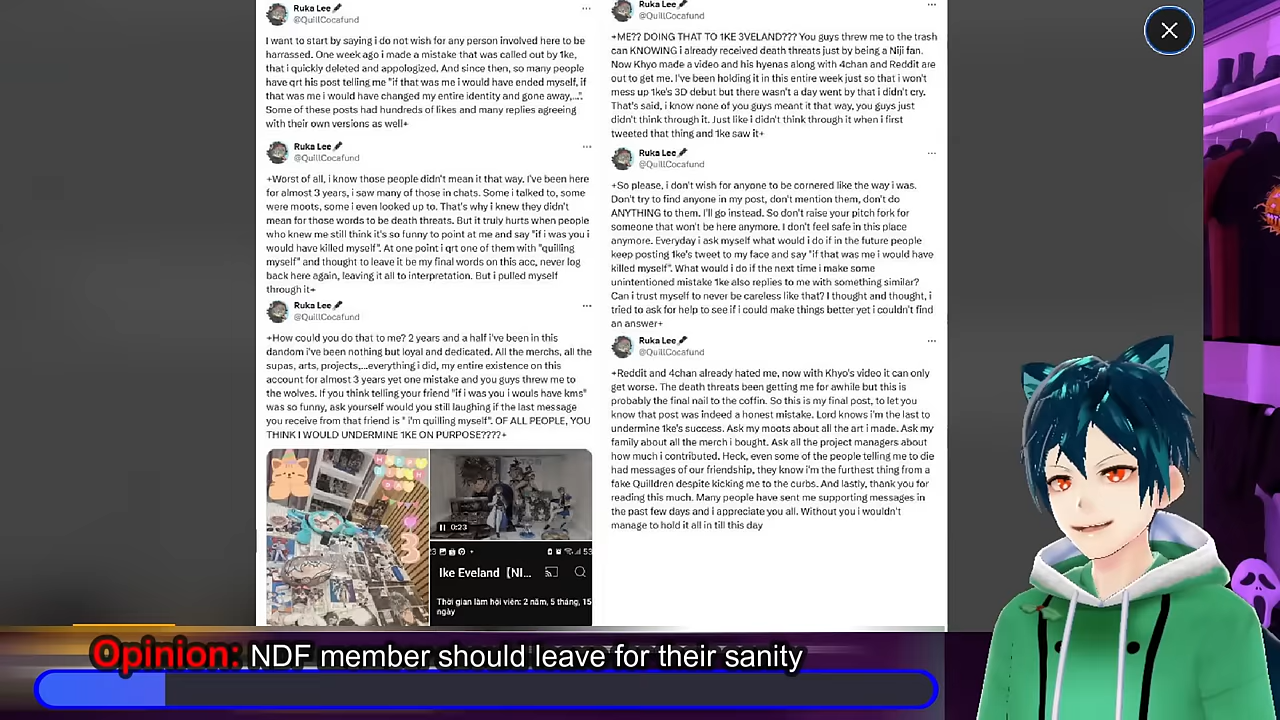 Ruka Lee
@QuillCocafund
I want to start by saying i do not wish for any person involved here to be
harrassed. One week ago i made a mistake that was called out by 1ke,
that i quickly deleted and appologized. And since then, so many people
have qrt his post telling me "if that was me i would have ended myself, if
that was me i would have changed my entire identity and gone away,...".
Some of these posts had hundreds of likes and many replies agreeing
with their own versions as well+
Ruka Lee
@QuillCocafund
+Worst of all, i know those people didn't mean it that way. I've been here
for almost 3 years, i saw many of those in chats. Some i talked to, some
were moots, some i even looked up to. That's why i knew they didn't
mean for those words to be death threats. But it truly hurts when people
who knew me still think it's so funny to point at me and say "if i was you i
would have killed myself". At one point i qrt one of them with "quilling
myself" and thought to leave it be my final words on this acc, never log
back here again, leaving it all to interpretation. But i pulled myself
through it+
Ruka Lee
@QuillCocafund
+How could you do that to me? 2 years and a half i've been in this
dandom i've been nothing but loyal and dedicated. All the merchs, all the
supas, arts, projects,...everything i did, my entire existence on this
account for almost 3 years yet one mistake and you guys threw me to
the wolves. If you think telling your friend "if i was you i wouls have kms"
was so funny, ask yourself would you still laughing if the last message
you receive from that friend is " i'm quilling myself". OF ALL PEOPLE, YOU
THINK I WOULD UNDERMINE 1KE ON PURPOSE????+
3
0:23
53
Ike Eveland【NI...
Thời gian làm hội viên: 2 năm, 5 tháng, 15
ngày
Ruka Lee
@QuillCocafund
+ME?? DOING THAT TO 1KE 3VELAND??? You guys threw me to the trash
can KNOWING i already received death threats just by being a Niji fan.
Now Khyo made a video and his hyenas along with 4chan and Reddit are
out to get me. I've been holding it in this entire week just so that i won't
mess up 1ke's 3D debut but there wasn't a day went by that i didn't cry.
That's said, i know none of you guys meant it that way, you guys just
didn't think through it. Just like i didn't think through it when i first
tweeted that thing and 1ke saw it+
Ruka Lee
@QuillCocafund
+So please, i don't wish for anyone to be cornered like the way i was.
Don't try to find anyone in my post, don't mention them, don't do
ANYTHING to them. I'll go instead. So don't raise your pitch fork for
someone that won't be here anymore. I don't feel safe in this place
anymore. Everyday i ask myself what would i do if in the future people
keep posting 1ke's tweet to my face and say "if that was me i would have
killed myself". What would i do if the next time i make some
unintentioned mistake 1ke also replies to me with something similar?
Can i trust myself to never be careless like that? I thought and thought, i
tried to ask for help to see if i could make things better yet i couldn't find
an answer+
Ruka Lee
@QuillCocafund
+Reddit and 4chan already hated me, now with Khyo's video it can only
get worse. The death threats been getting me for awhile but this is
probably the final nail to the coffin. So this is my final post, to let you
know that post was indeed a honest mistake. Lord knows i'm the last to
undermine 1ke's success. Ask my moots about all the art i made. Ask my
family about all the merch i bought. Ask all the project managers about
how much i contributed. Heck, even some of the people telling me to die
had messages of our friendship, they know i'm the furthest thing from a
fake Quilldren despite kicking me to the curbs. And lastly, thank you for
reading this much. Many people have sent me supporting messages in
the past few days and i appreciate you all. Without you i wouldn't
manage to hold it all in till this day
Opinion: NDF member should leave for their sanity